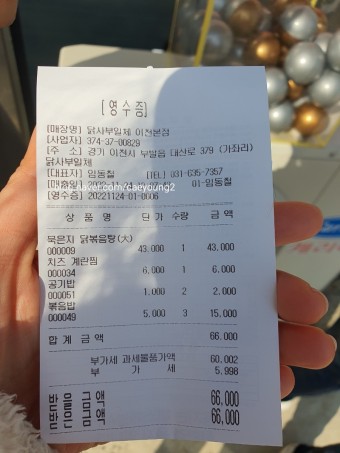 [영수증]
[매장명] 닭사부일체 이천본점
[사업자] 374-37-00829
[주 소] 경기 이천시 부발읍 대산로 379 (가좌리)
닭사부일체
[대표자] 임동철 [TEL] 031-635-7357
[매출일] 01-임동철
blog.naver.com/caeyoung2
[영수증] 20221124-01-0006
상 품 명 단 가 수량 금 액
묵은지 닭볶음탕(大)
000009 43,000 1 43,000
치즈 계란찜
000034 6,000 1 6,000
공기밥
000051 1,000 2 2,000
볶음밥
000049 5,000 3 15,000
합 계 금 액 66,000
부가세 과세물품가액 60,002
부 가 세 5,998
받을금액 66,000
받은금액 66,000